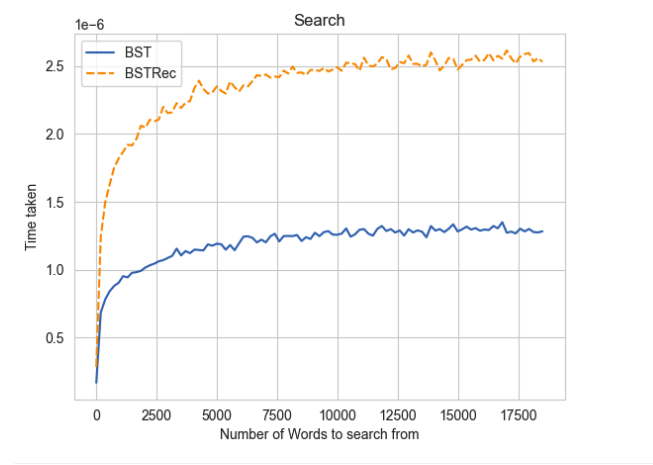 Search
1e−6
BST
BSTRec
2.5
2.0
1.5
1.0
0.5
Time taken
0 2500 5000 7500 10000 12500 15000 17500
Number of Words to search from